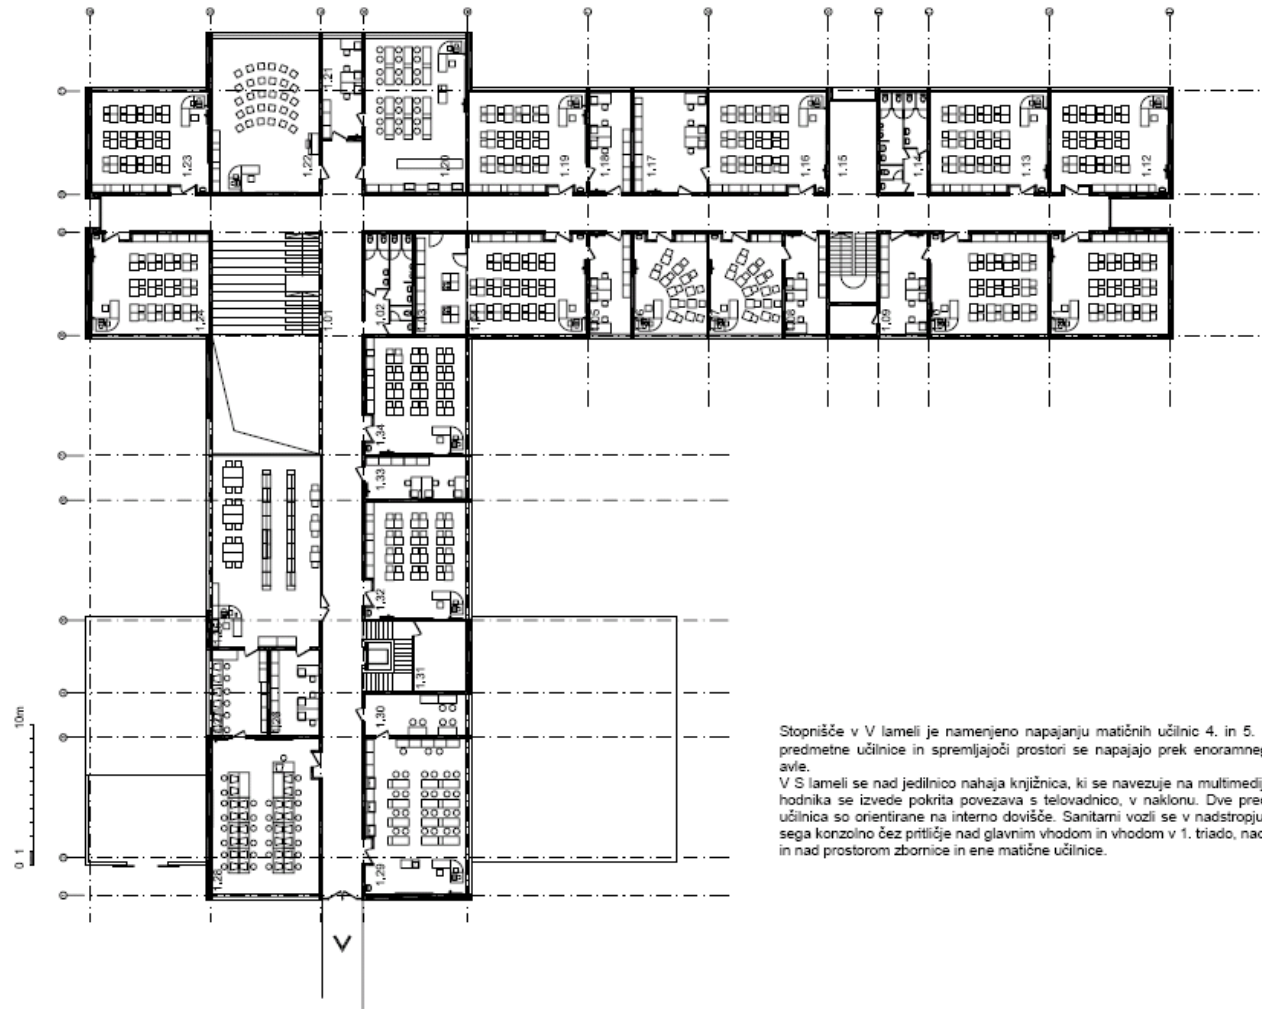 1.21
1.23
1.22
1.20
1.19
1.18
1.17
1.16
1.15
1.14
1.13
1.12
1.24
1.01
1.02
1.09
1.34
1.33
1.32
1.31
1.30
1.29
1.28
10m
0 1
Stopnišče v V lameli je namenjeno napajanju matičnih učilnic 4. in 5.
predmetne učilnice in spremljajoči prostori se napajajo prek enoramneg
avle.
V S lameli se nad jedilnico nahaja knjižnica, ki se navezuje na multimedij
hodnika se izvede pokrita povezava s telovadnico, v naklonu. Dve pred
učilnica so orientirane na interno dovišče. Sanitarni vozli se v nadstropju
sega konzolno čez pritličje nad glavnim vhodom in vhodom v 1. triado, nad
in nad prostorom zbornice in ene matične učilnice.